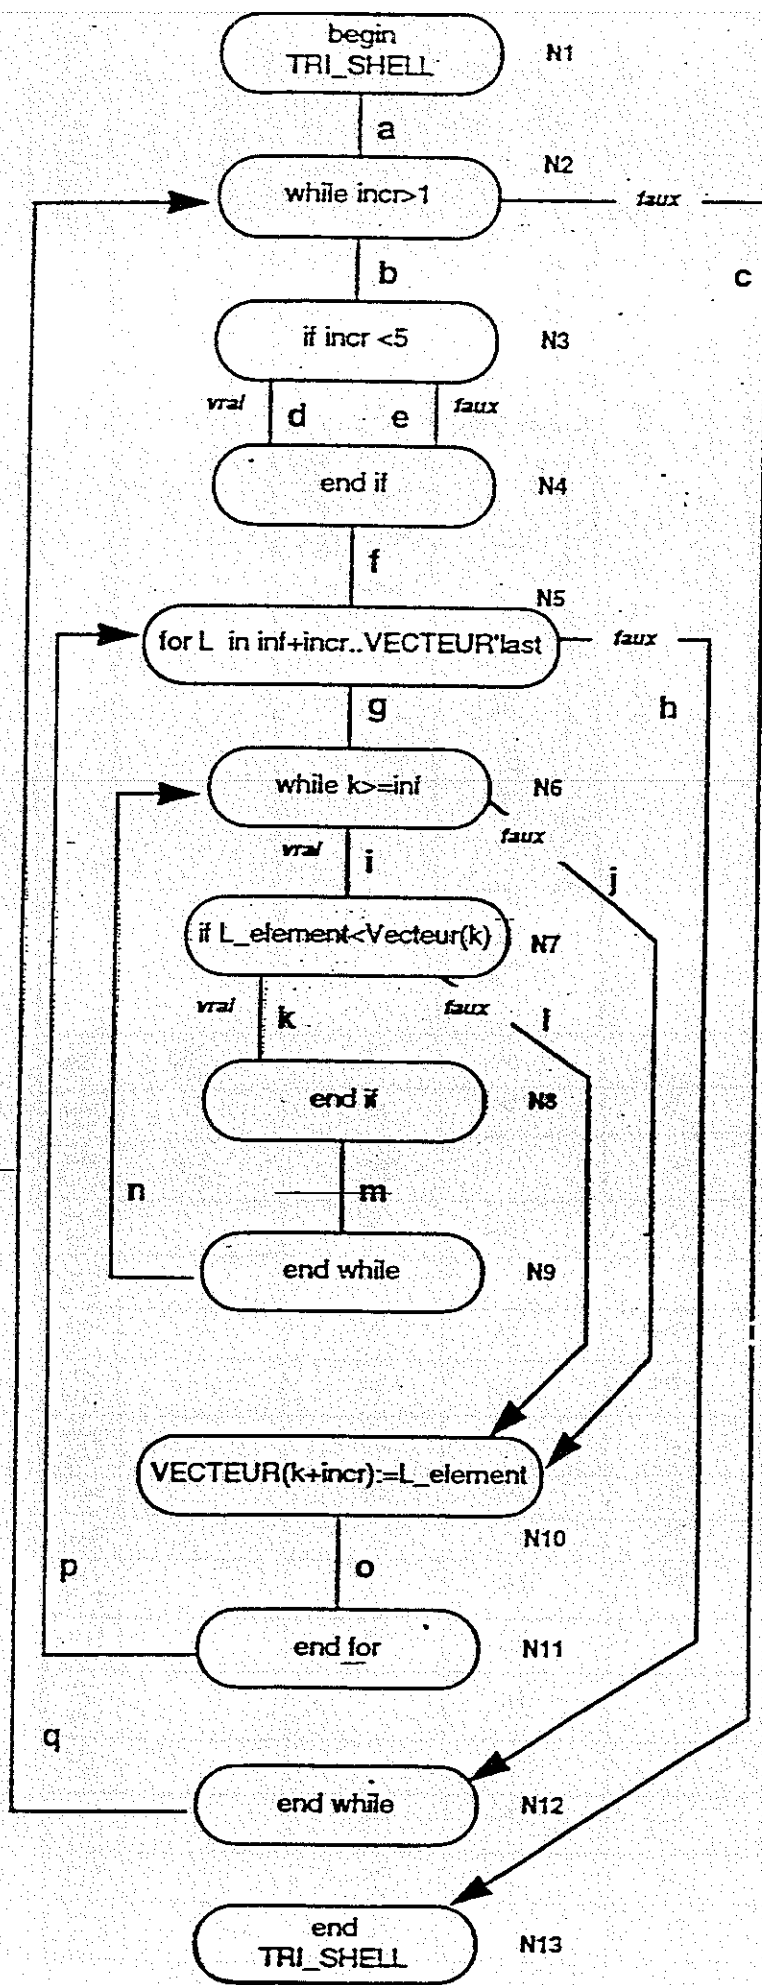 begin
TRI_SHELL
N1
a
N2
while incr>1
faux
b
c
if incr <5
N3
vrai
d
e
faux
end if
N4
f
N5
for L in inf+incr..VECTEUR'last
faux
g
h
while k>=inf
N6
vrai
i
faux
j
if L_element<Vecteur(k)
N7
vrai
k
faux
l
end if
N8
n
m
end while
N9
VECTEUR(k+incr):=L_element
N10
p
o
end for
N11
q
end while
N12
end
TRI_SHELL
N13